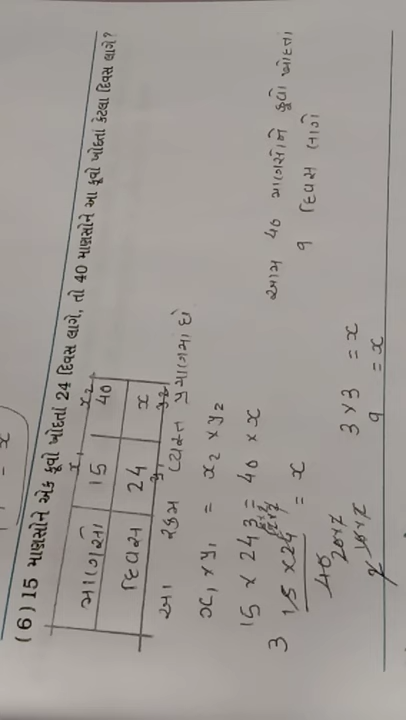 (6) 15 માણસોને એક કૂવો ખોદતાં 24 દિવસ લાગે, તો 40 માણસોને આ કૂવો ખોદતાં કેટલા દિવસ લાગે?
x1 x2
માણસો 15 40
દિવસ 24 x
y1 y2
આ રકમ વ્યસ્ત પ્રમાણમાં છે
x1 × y1 = x2 × y2
15 × 24 = 40 × x
3 15 × 24 = x
40
3 × 3 = x
9 = x
આમ 40 માણસોને કૂવો ખોદતાં
9 દિવસ લાગે